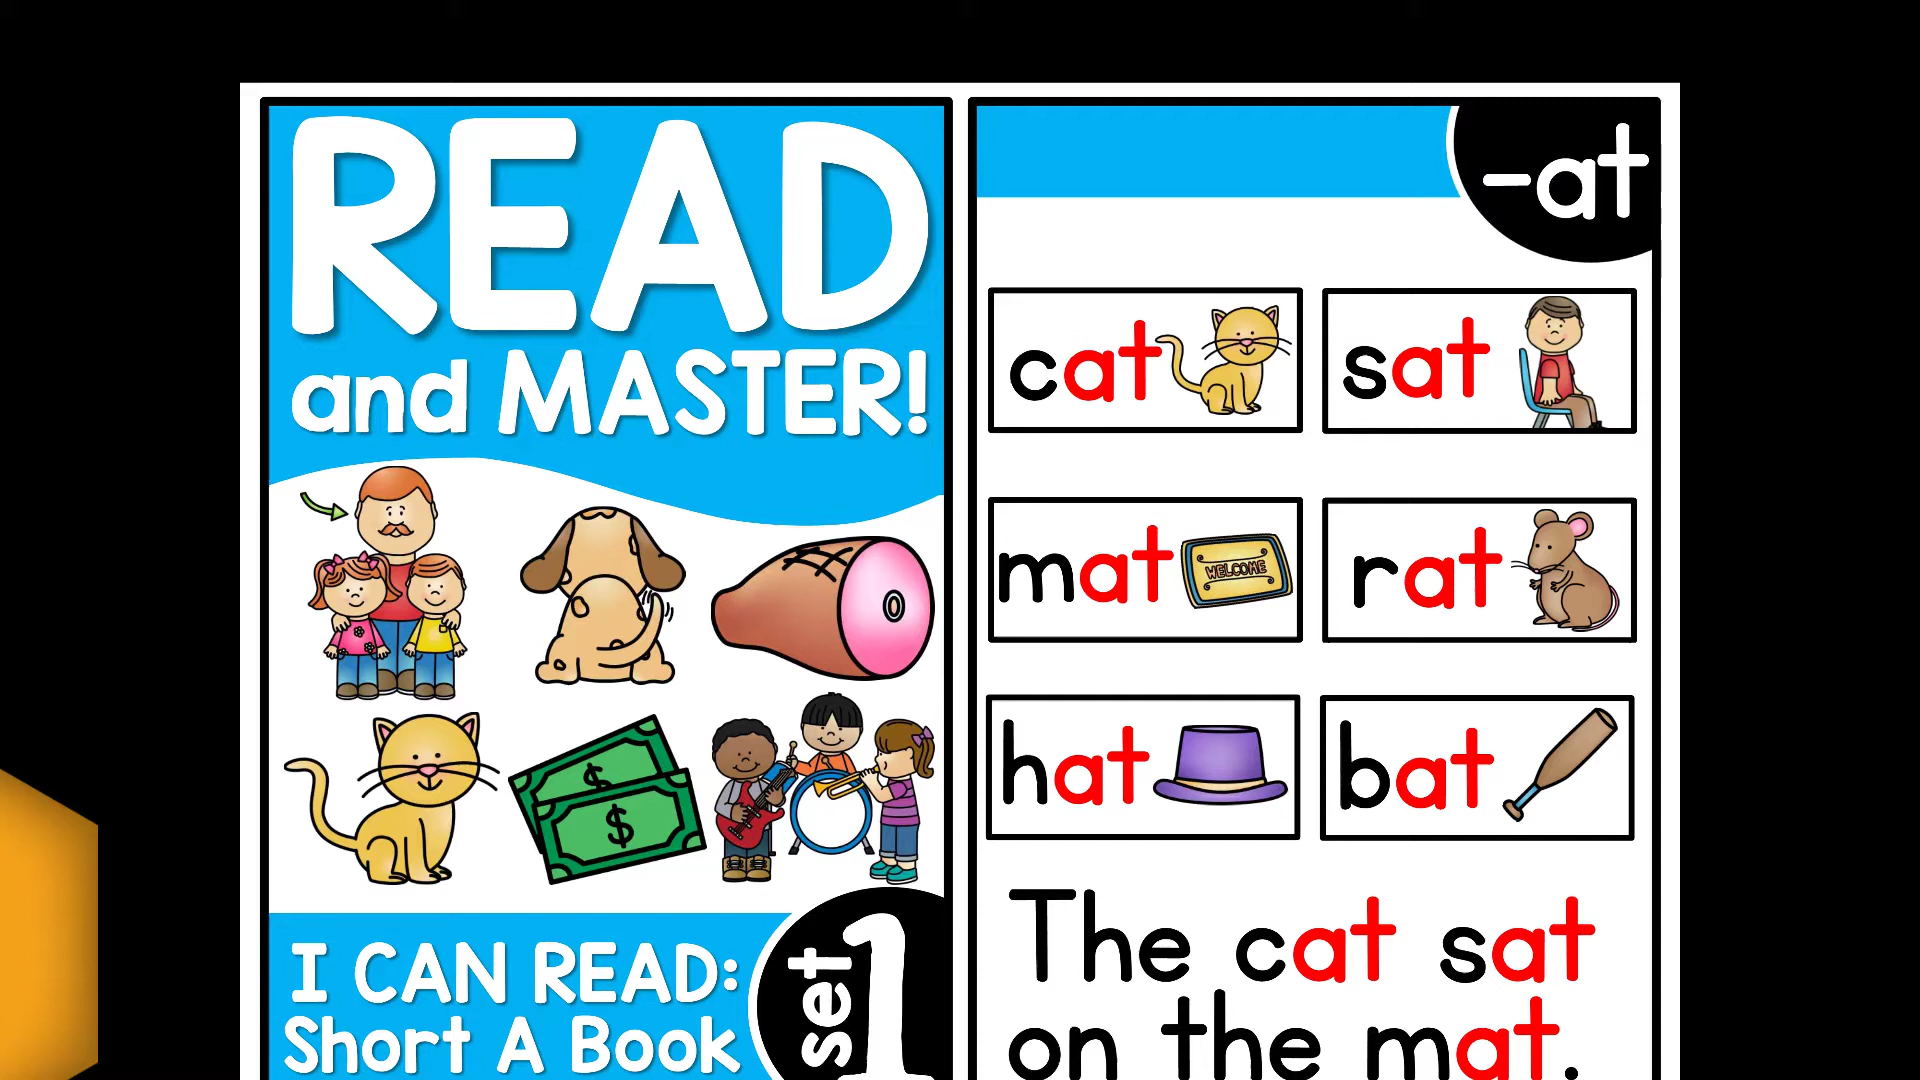 READ
and MASTER!
I CAN READ:
Short A Book
set 1
-at
cat
sat
mat
WELCOME
rat
hat
bat
$
$
The cat sat
on the mat.